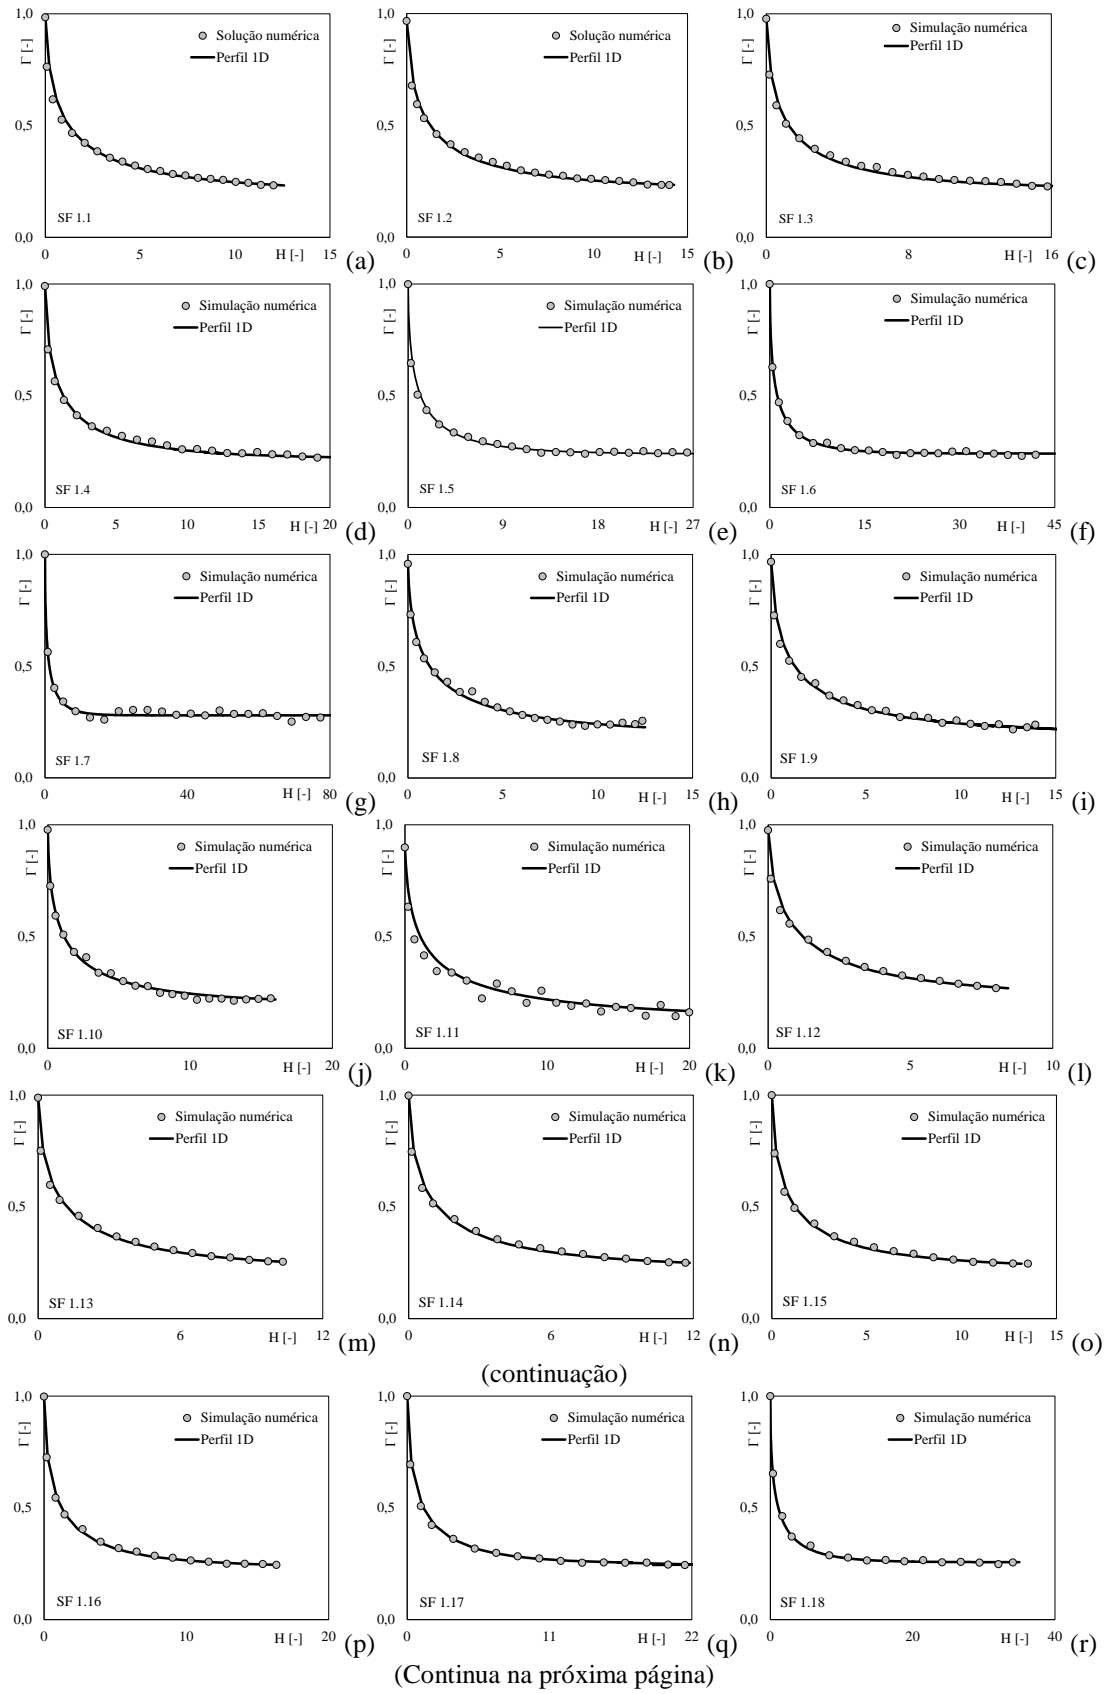 1,0
Γ [-]
Solução numérica
Perfil 1D
0,5
SF 1.1
0,0
0
5
10
15
H [-]
(a)
1,0
Γ [-]
Solução numérica
Perfil 1D
0,5
SF 1.2
0,0
0
5
10
15
H [-]
(b)
1,0
Γ [-]
Simulação numérica
Perfil 1D
0,5
SF 1.3
0,0
0
8
16
H [-]
(c)
1,0
Γ [-]
Simulação numérica
Perfil 1D
0,5
SF 1.4
0,0
0
5
10
15
20
H [-]
(d)
1,0
Γ [-]
Simulação numérica
Perfil 1D
0,5
SF 1.5
0,0
0
9
18
27
H [-]
(e)
1,0
Γ [-]
Simulação numérica
Perfil 1D
0,5
SF 1.6
0,0
0
15
30
45
H [-]
(f)
1,0
Γ [-]
Simulação numérica
Perfil 1D
0,5
SF 1.7
0,0
0
40
80
H [-]
(g)
1,0
Γ [-]
Simulação numérica
Perfil 1D
0,5
SF 1.8
0,0
0
5
10
15
H [-]
(h)
1,0
Γ [-]
Simulação numérica
Perfil 1D
0,5
SF 1.9
0,0
0
5
10
15
H [-]
(i)
1,0
Γ [-]
Simulação numérica
Perfil 1D
0,5
SF 1.10
0,0
0
10
20
H [-]
(j)
1,0
Γ [-]
Simulação numérica
Perfil 1D
0,5
SF 1.11
0,0
0
5
10
15
20
H [-]
(k)
1,0
Γ [-]
Simulação numérica
Perfil 1D
0,5
SF 1.12
0,0
0
5
10
H [-]
(l)
1,0
Γ [-]
Simulação numérica
Perfil 1D
0,5
SF 1.13
0,0
0
6
12
H [-]
(m)
1,0
Γ [-]
Simulação numérica
Perfil 1D
0,5
SF 1.14
0,0
0
6
12
H [-]
(n)
1,0
Γ [-]
Simulação numérica
Perfil 1D
0,5
SF 1.15
0,0
0
5
10
15
H [-]
(o)
(continuação)
1,0
Γ [-]
Simulação numérica
Perfil 1D
0,5
SF 1.16
0,0
0
10
20
H [-]
(p)
1,0
Γ [-]
Simulação numérica
Perfil 1D
0,5
SF 1.17
0,0
0
11
22
H [-]
(q)
1,0
Γ [-]
Simulação numérica
Perfil 1D
0,5
SF 1.18
0,0
0
20
40
H [-]
(r)
(Continua na próxima página)